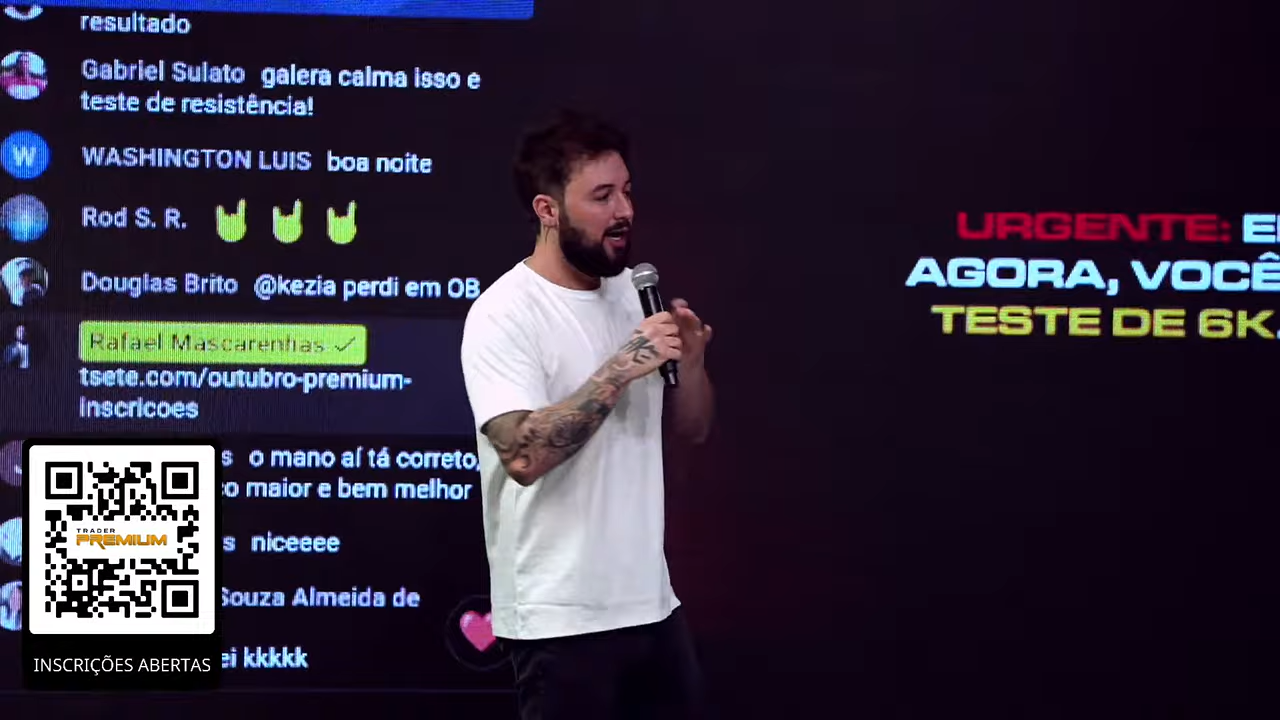 resultado
Gabriel Sulato galera calma isso e
teste de resistência!
WASHINGTON LUIS boa noite
Rod S. R.
Douglas Brito @kezia perdi em OB
Rafael Mascarenhas ✓
tsete.com/outubro-premium-
inscricoes
s o mano aí tá correto,
o maior e bem melhor
s niceeee
Souza Almeida de
ei kkkkk
W
TRADER
PREMIUM
INSCRIÇÕES ABERTAS
URGENTE:
AGORA, VOCÊ
TESTE DE 6K